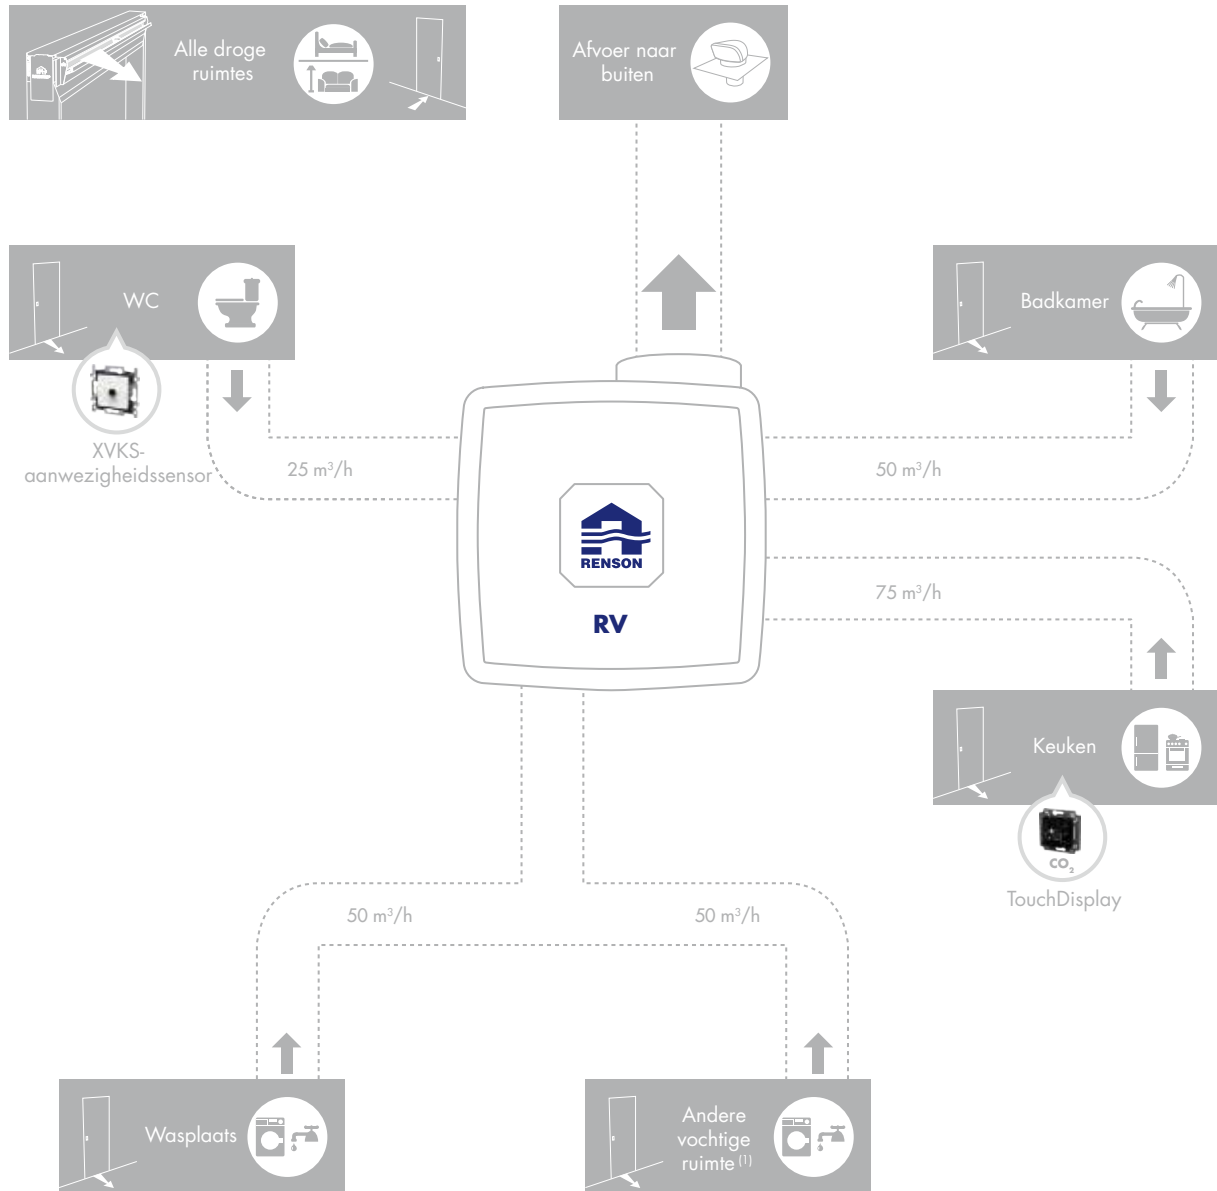 Alle droge
ruimtes
Afvoer naar
buiten
WC
Badkamer
XVKS-
aanwezigheidssensor
25 m³/h
50 m³/h
RENSON
RV
75 m³/h
Keuken
CO₂
TouchDisplay
50 m³/h
50 m³/h
Wasplaats
Andere
vochtige
ruimte (1)